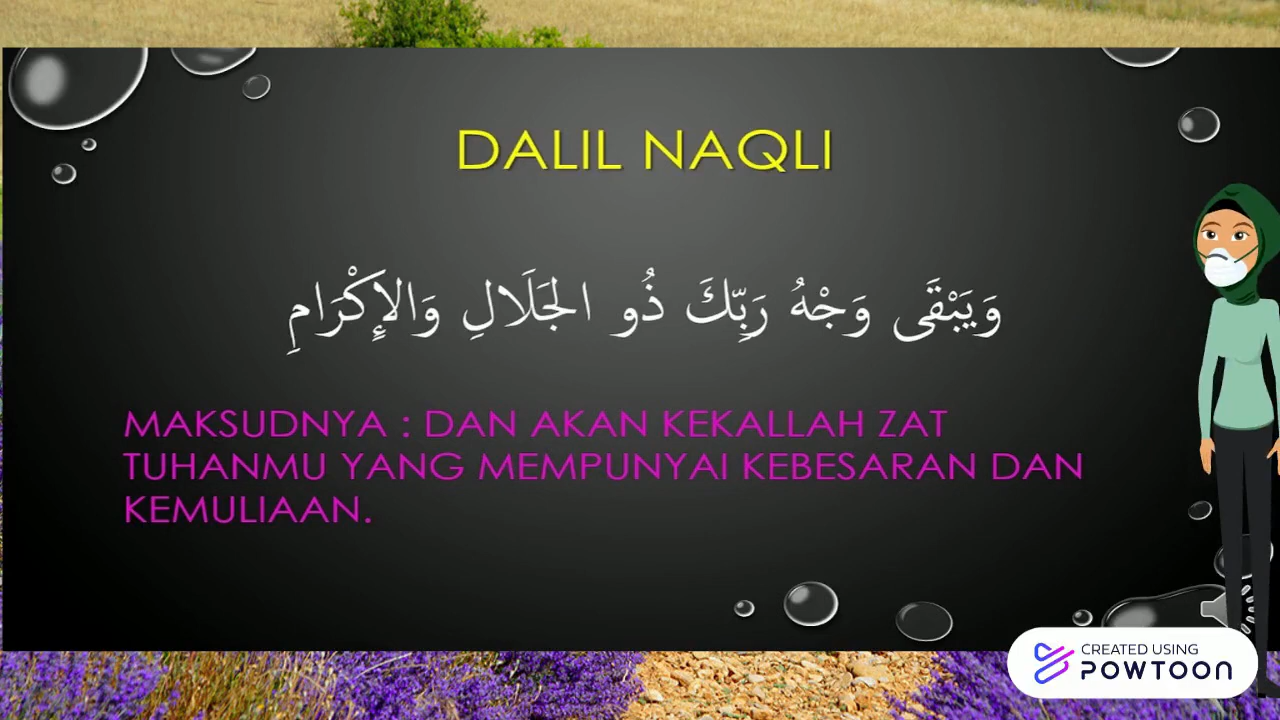 DALIL NAQLI
وَيَبْقَى وَجْهُ رَبِّكَ ذُو الجَلَالِ وَالإِكْرَامِ
MAKSUDNYA : DAN AKAN KEKALLAH ZAT
TUHANMU YANG MEMPUNYAI KEBESARAN DAN
KEMULIAAN.
CREATED USING
POWTOON